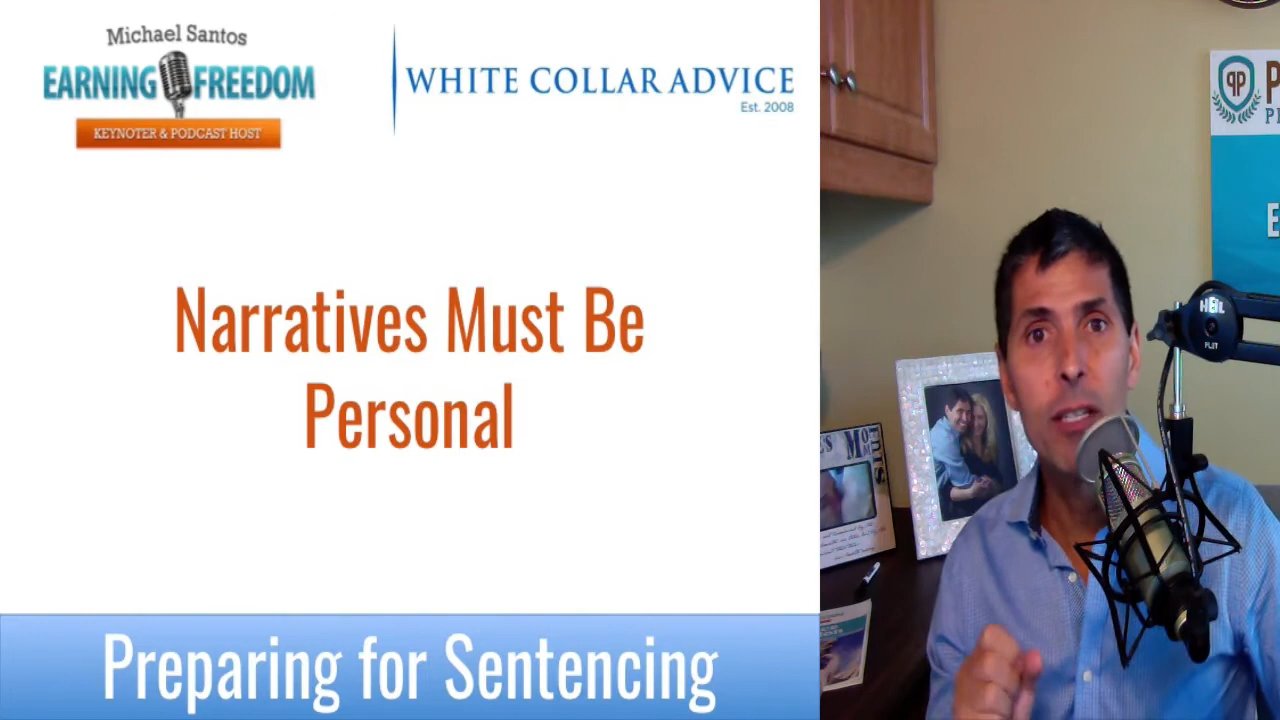 Michael Santos
EARNING FREEDOM
KEYNOTER & PODCAST HOST
WHITE COLLAR ADVICE
Est. 2008
Narratives Must Be
Personal
Preparing for Sentencing
HEIL